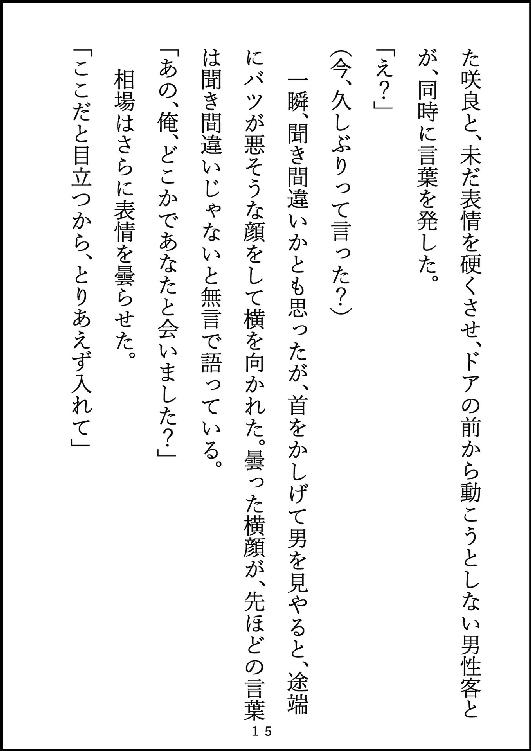 た咲良と、未だ表情を硬くさせ、ドアの前から動こうとしない男性客と
が、同時に言葉を発した。
「え？」
（今、久しぶりって言った？）
　一瞬、聞き間違いかとも思ったが、首をかしげて男を見やると、途端
にバツが悪そうな顔をして横を向かれた。曇った横顔が、先ほどの言葉
は聞き間違いじゃないと無言で語っている。
「あの、俺、どこかであなたと会いました？」
　相場はさらに表情を曇らせた。
「ここだと目立つから、とりあえず入れて」
15